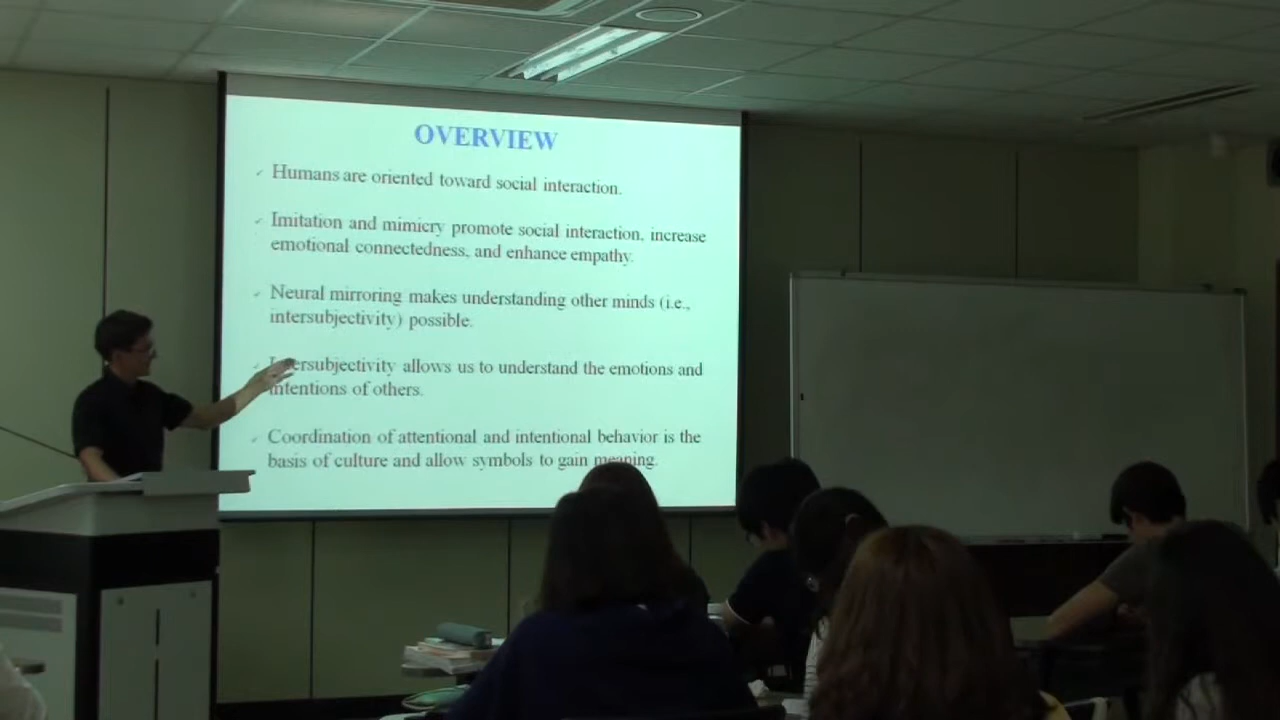 OVERVIEW
✓ Humans are oriented toward social interaction.
✓ Imitation and mimicry promote social interaction, increase
emotional connectedness, and enhance empathy.
✓ Neural mirroring makes understanding other minds (i.e.,
intersubjectivity) possible.
✓ Intersubjectivity allows us to understand the emotions and
intentions of others.
✓ Coordination of attentional and intentional behavior is the
basis of culture and allow symbols to gain meaning.